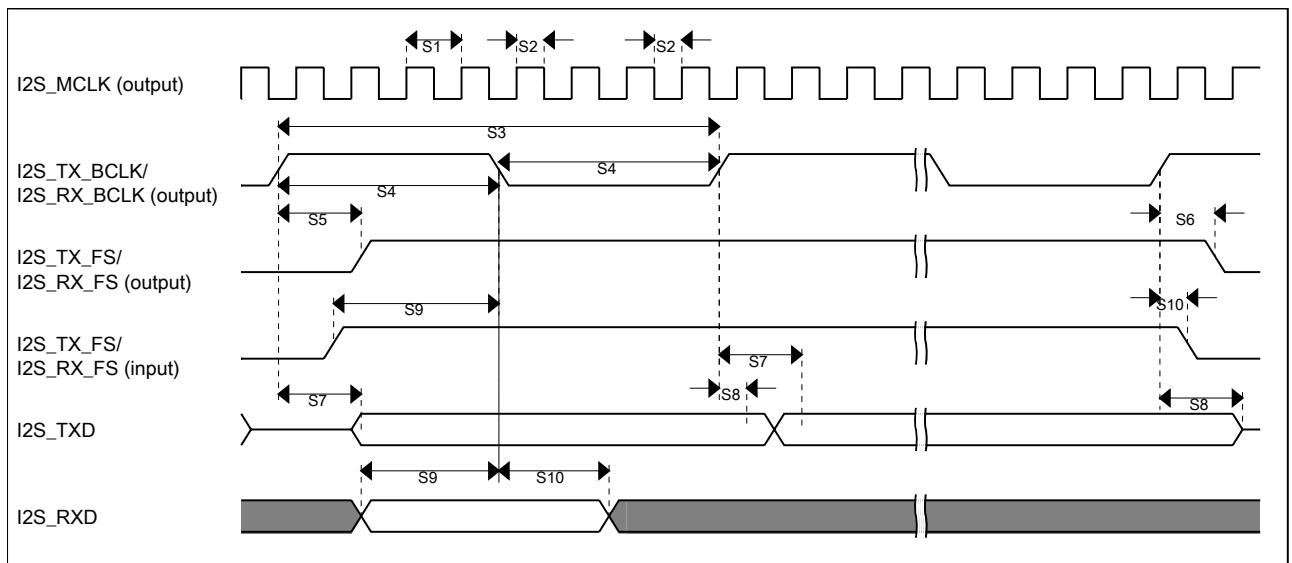 S1
S2
S2
I2S_MCLK (output)
S3
I2S_TX_BCLK/
I2S_RX_BCLK (output)
S4
S4
S5
S6
I2S_TX_FS/
I2S_RX_FS (output)
S9
S10
I2S_TX_FS/
I2S_RX_FS (input)
S7
S8
S7
S8
I2S_TXD
S9
S10
I2S_RXD